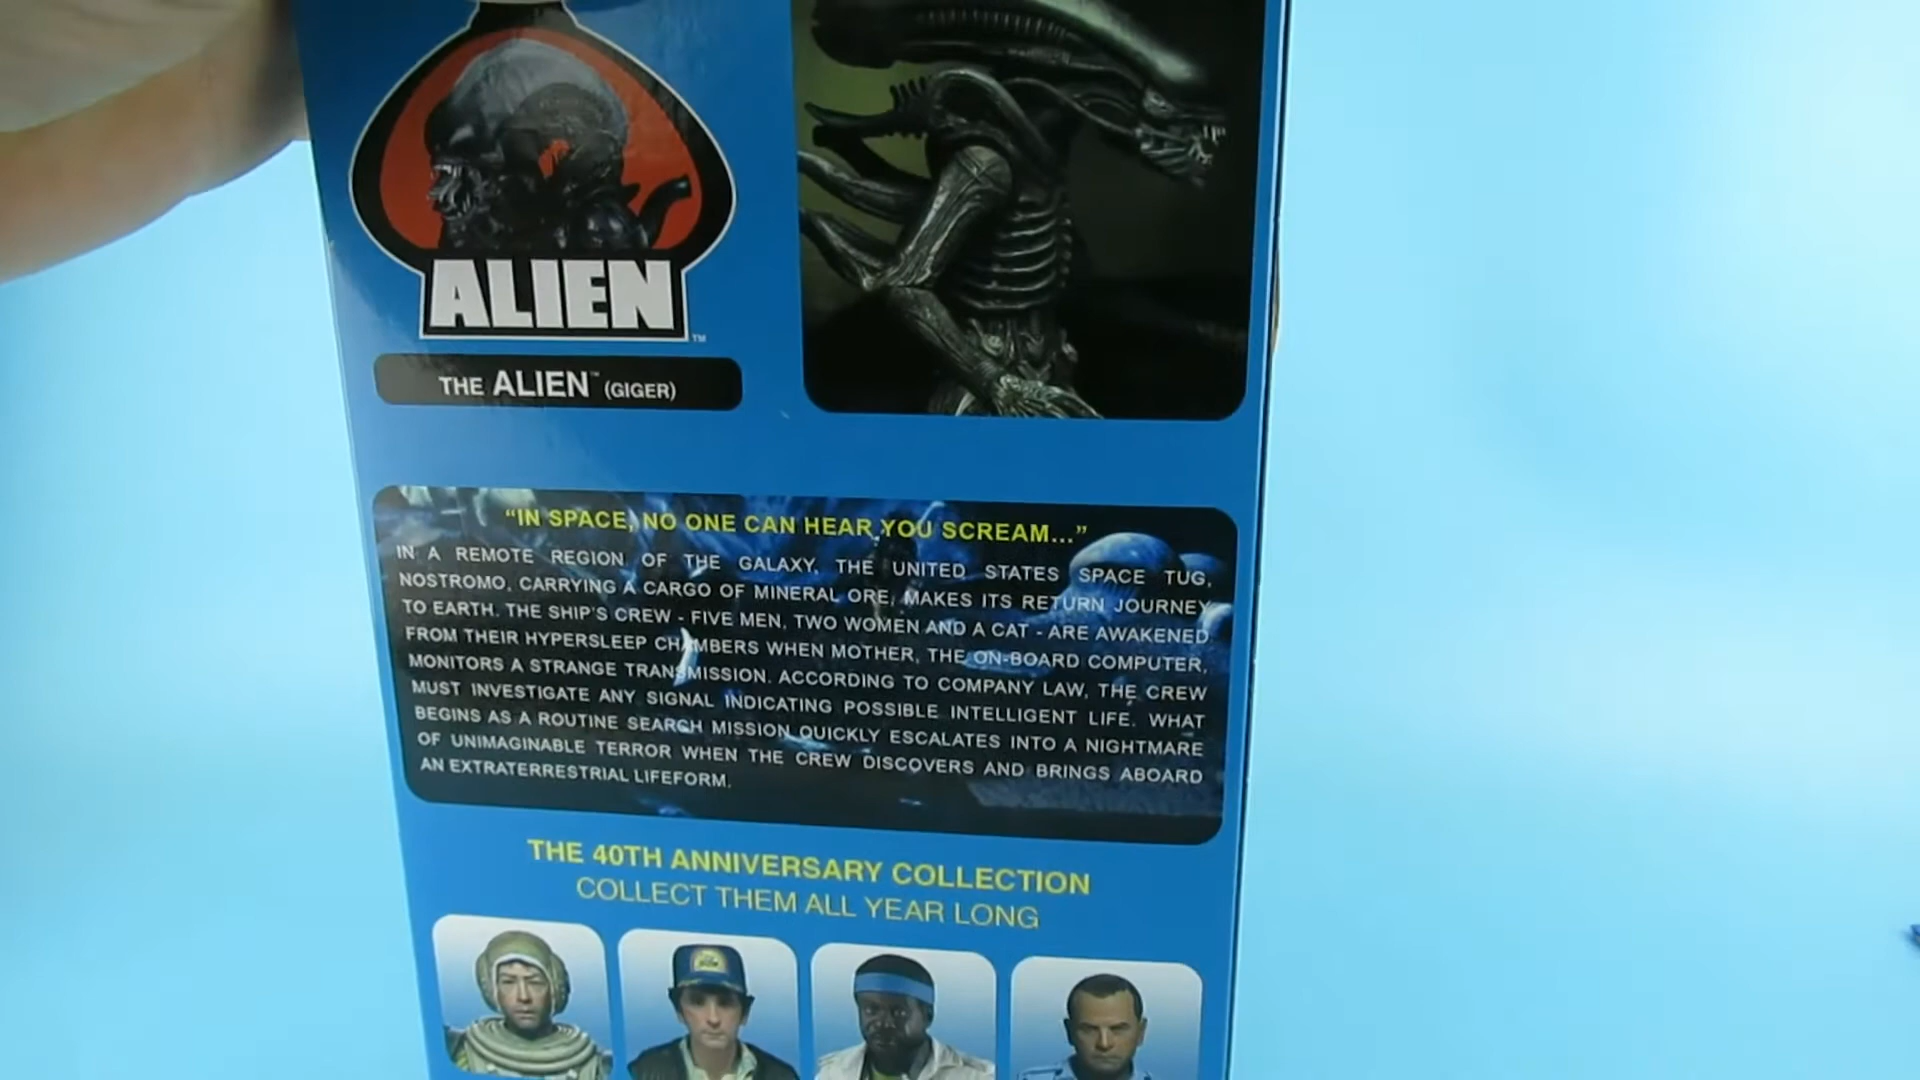 ALIEN™
THE ALIEN™ (GIGER)
“IN SPACE, NO ONE CAN HEAR YOU SCREAM...”
IN A REMOTE REGION OF THE GALAXY, THE UNITED STATES SPACE TUG,
NOSTROMO, CARRYING A CARGO OF MINERAL ORE, MAKES ITS RETURN JOURNEY
TO EARTH. THE SHIP'S CREW - FIVE MEN, TWO WOMEN AND A CAT - ARE AWAKENED
FROM THEIR HYPERSLEEP CHAMBERS WHEN MOTHER, THE ON-BOARD COMPUTER,
MONITORS A STRANGE TRANSMISSION. ACCORDING TO COMPANY LAW, THE CREW
MUST INVESTIGATE ANY SIGNAL INDICATING POSSIBLE INTELLIGENT LIFE. WHAT
BEGINS AS A ROUTINE SEARCH MISSION QUICKLY ESCALATES INTO A NIGHTMARE
OF UNIMAGINABLE TERROR WHEN THE CREW DISCOVERS AND BRINGS ABOARD
AN EXTRATERRESTRIAL LIFEFORM.
THE 40TH ANNIVERSARY COLLECTION
COLLECT THEM ALL YEAR LONG